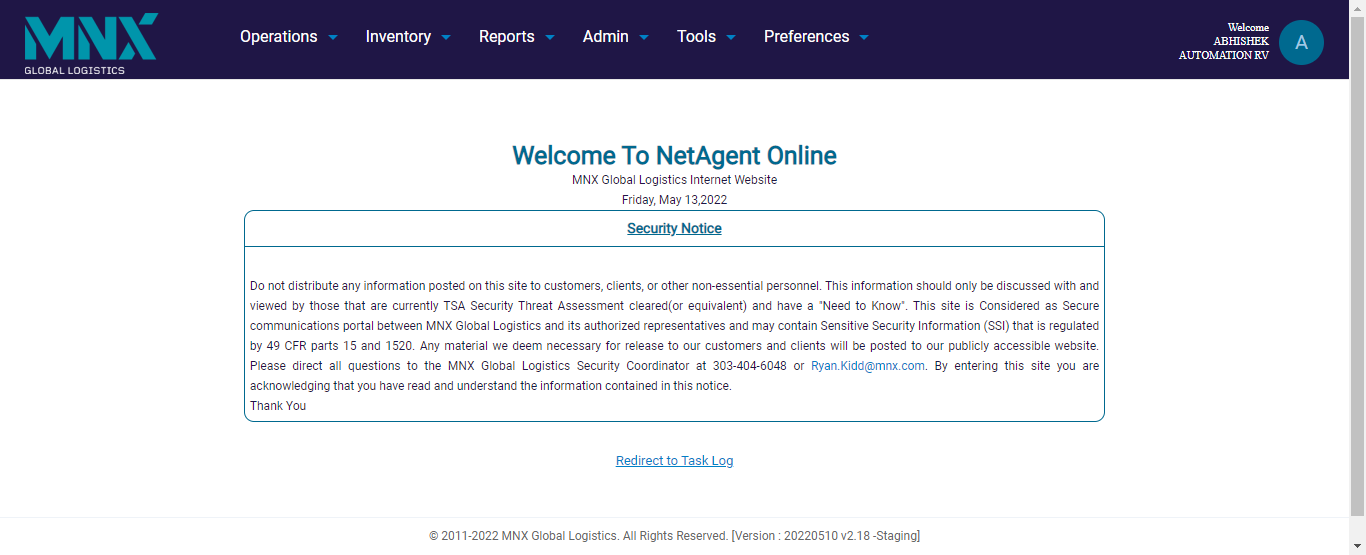 MNX
GLOBAL LOGISTICS
Operations Inventory Reports Admin Tools Preferences
Welcome
ABHISHEK
AUTOMATION RV
A
Welcome To NetAgent Online
MNX Global Logistics Internet Website
Friday, May 13,2022
Security Notice
Do not distribute any information posted on this site to customers, clients, or other non-essential personnel. This information should only be discussed with and
viewed by those that are currently TSA Security Threat Assessment cleared(or equivalent) and have a "Need to Know". This site is Considered as Secure
communications portal between MNX Global Logistics and its authorized representatives and may contain Sensitive Security Information (SSI) that is regulated
by 49 CFR parts 15 and 1520. Any material we deem necessary for release to our customers and clients will be posted to our publicly accessible website.
Please direct all questions to the MNX Global Logistics Security Coordinator at 303-404-6048 or Ryan.Kidd@mnx.com. By entering this site you are
acknowledging that you have read and understand the information contained in this notice.
Thank You
Redirect to Task Log
© 2011-2022 MNX Global Logistics. All Rights Reserved. [Version : 20220510 v2.18 -Staging]